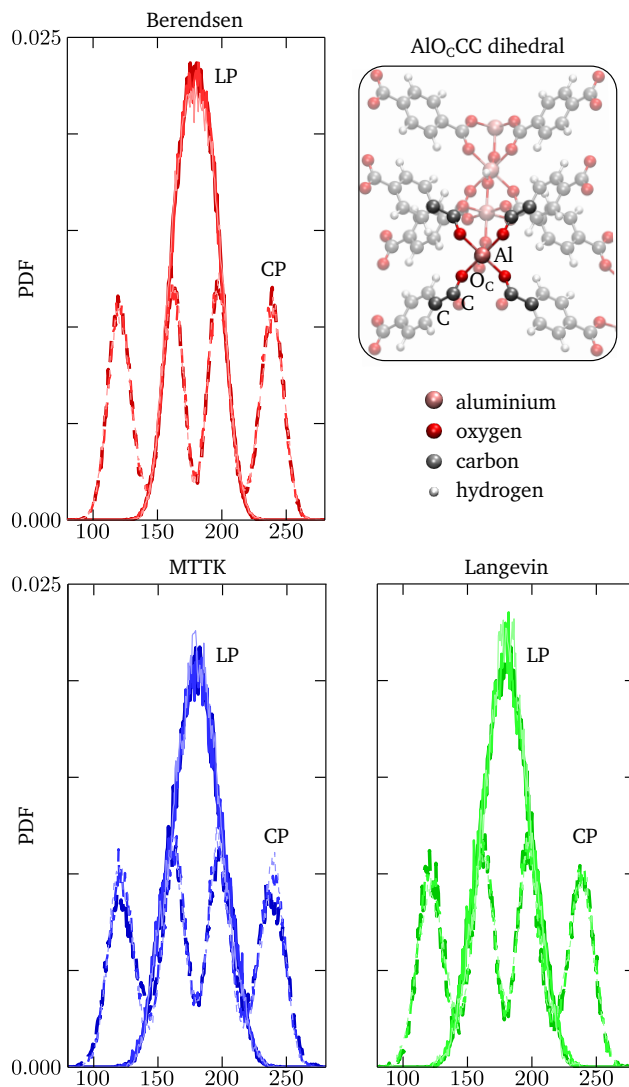 Berendsen
0.025
LP
CP
PDF
0.000
100 150 200 250
AlO_CCC dihedral
Al
O_C
C
C
aluminium
oxygen
carbon
hydrogen
MTTK
0.025
LP
CP
PDF
0.000
100 150 200 250
Langevin
LP
CP
100 150 200 250